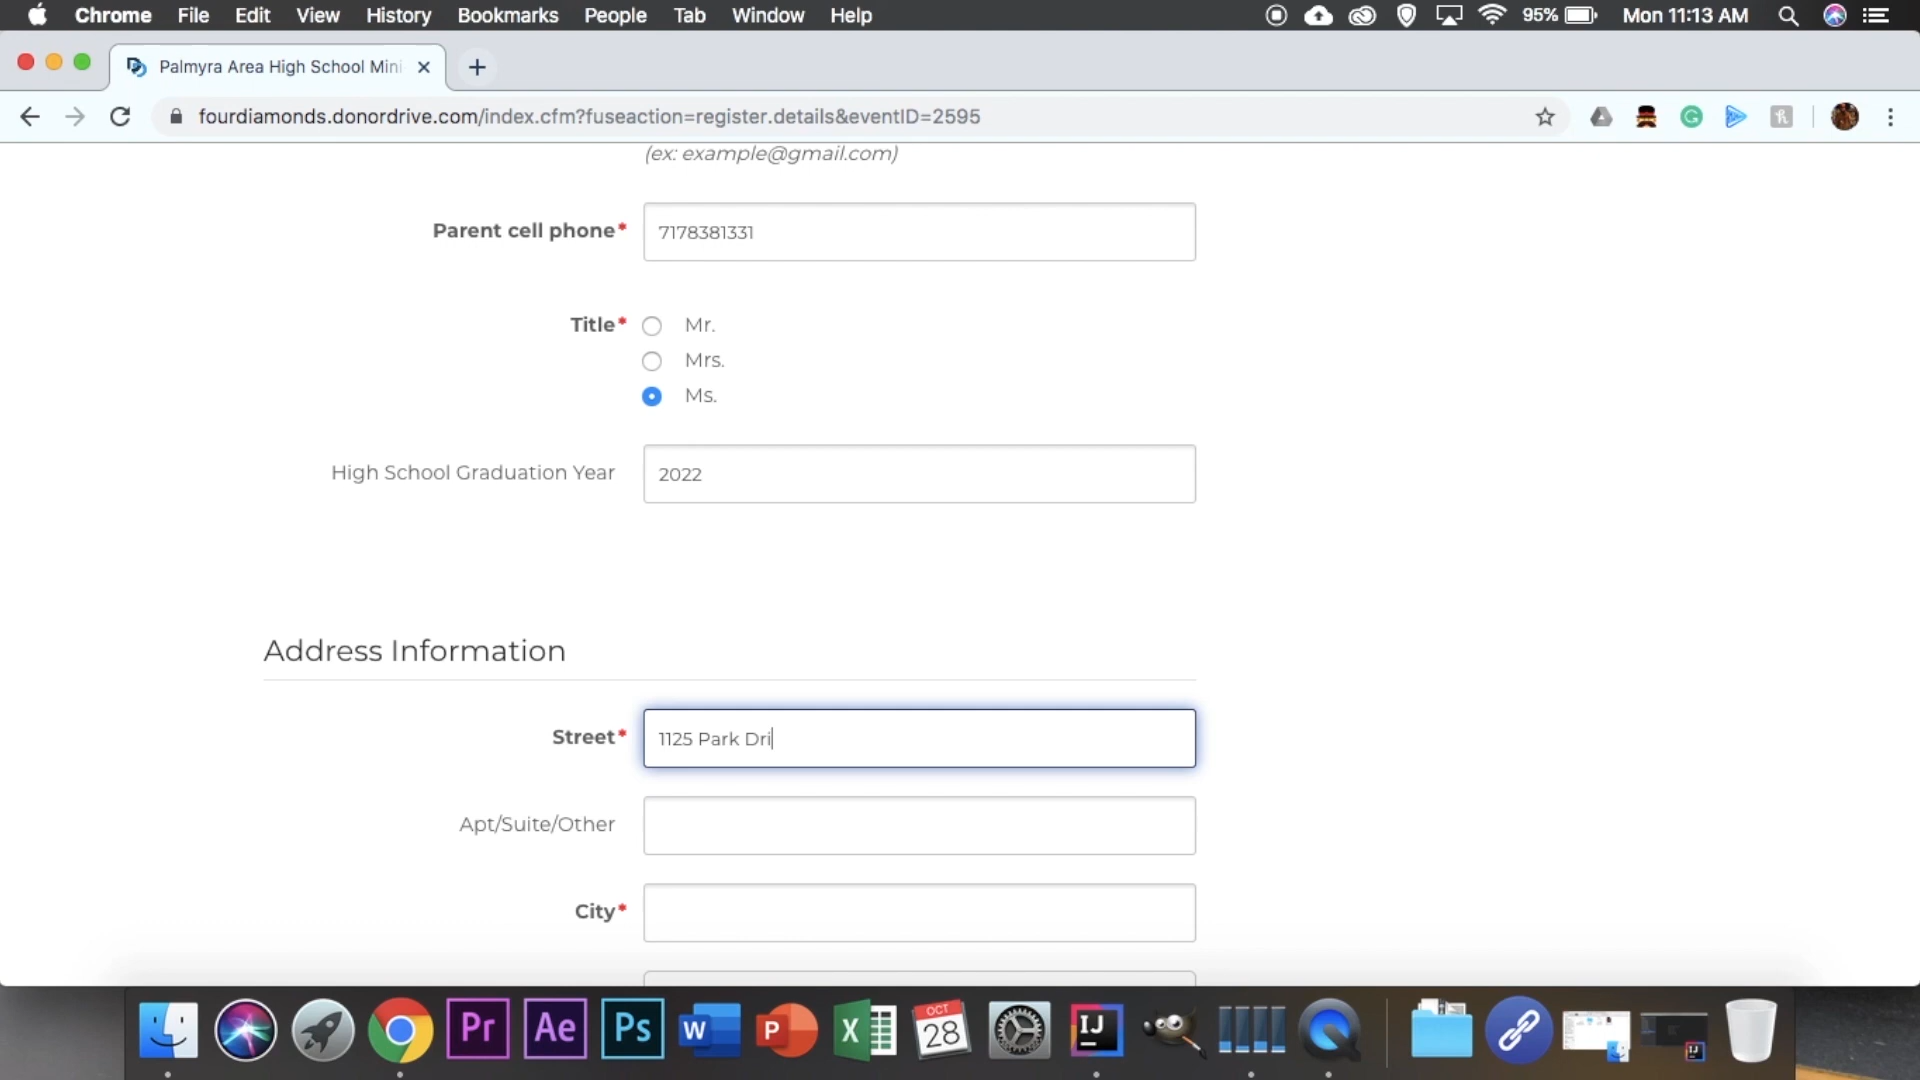 Chrome File Edit View History Bookmarks People Tab Window Help 95% Mon 11:13 AM
Palmyra Area High School Mini
fourdiamonds.donordrive.com/index.cfm?fuseaction=register.details&eventID=2595
(ex: example@gmail.com)
Parent cell phone* 7178381331
Title* Mr.
Mrs.
Ms.
High School Graduation Year 2022
Address Information
Street* 1125 Park Dri
Apt/Suite/Other
City*
Pr Ae Ps W P X OCT 28 IJ